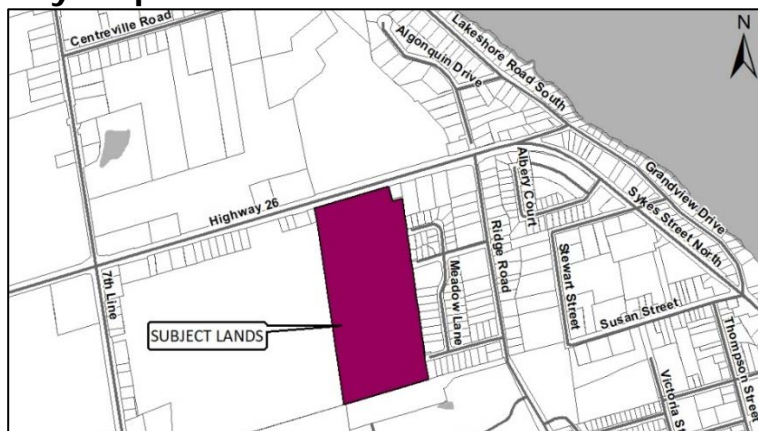 Centreville Road
Algonquin Drive
Lakeshore Road South
N
Highway 26
Albery Court
Grandview Drive
Sykes Street North
Ridge Road
7th Line
Meadow Lane
Stewart Street
SUBJECT LANDS
Susan Street
Thompson Street
Victoria St